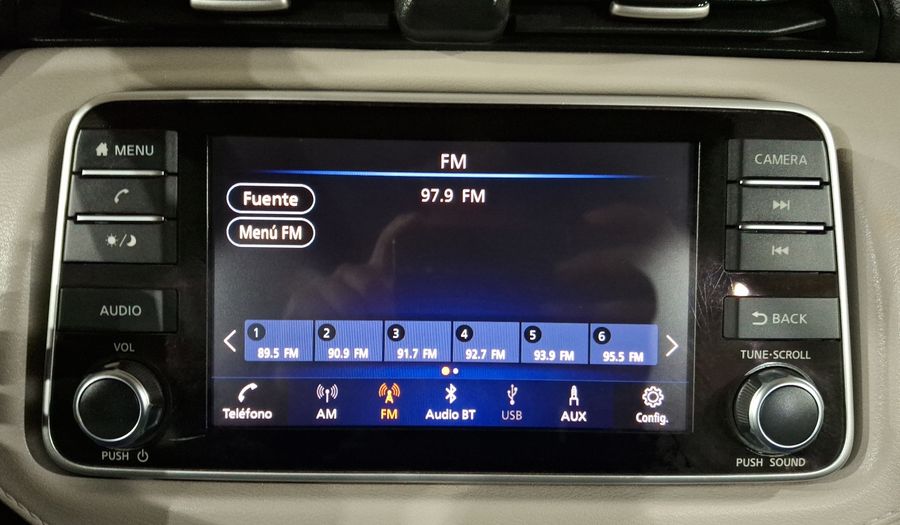 MENU
AUDIO
VOL
PUSH
FM
Fuente
97.9 FM
Menú FM
1 2 3 4 5 6
89.5 FM 90.9 FM 91.7 FM 92.7 FM 93.9 FM 95.5 FM
Teléfono AM FM Audio BT USB AUX Config.
CAMERA
BACK
TUNE·SCROLL
PUSH SOUND